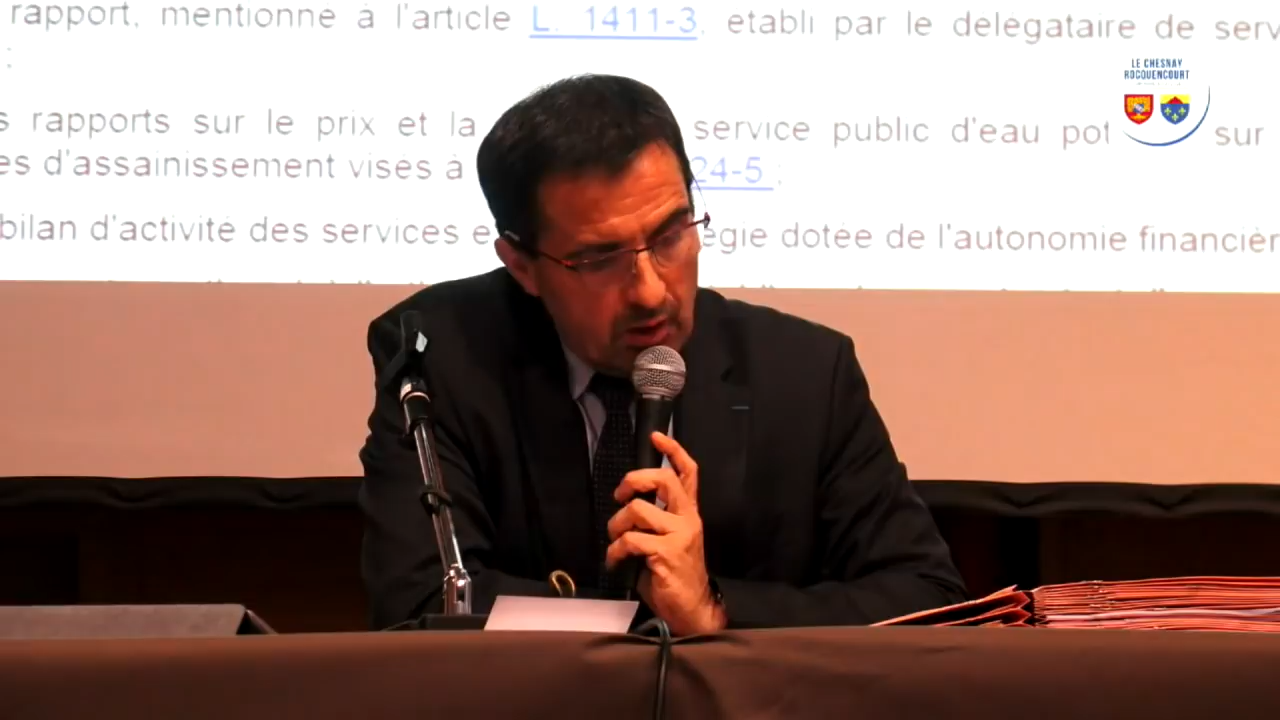 rapport, mentionné à l'article L. 1411-3, établi par le délégataire de serv
:
s rapports sur le prix et la service public d'eau pot sur
es d'assainissement visés à 24-5 ;
bilan d'activité des services e égie dotée de l'autonomie financièr
LE CHESNAY
ROCQUENCOURT